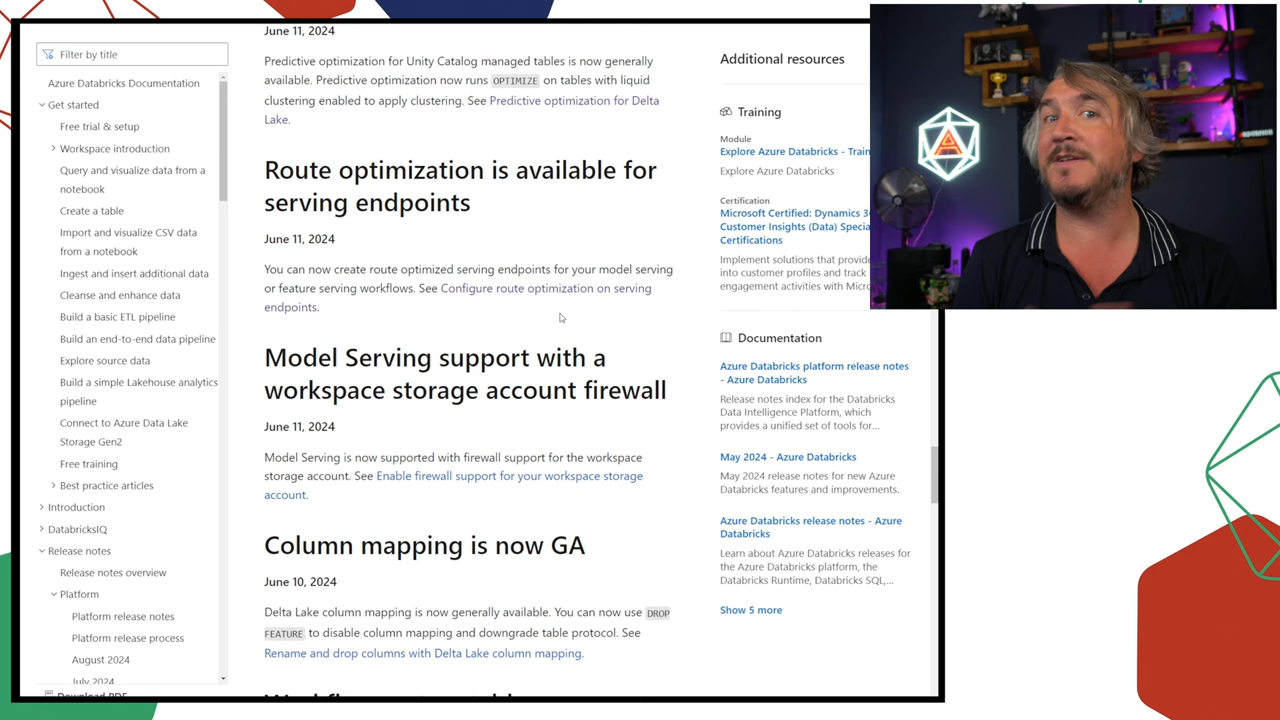 Filter by title
Azure Databricks Documentation
Get started
Free trial & setup
Workspace introduction
Query and visualize data from a
notebook
Create a table
Import and visualize CSV data
from a notebook
Ingest and insert additional data
Cleanse and enhance data
Build a basic ETL pipeline
Build an end-to-end data pipeline
Explore source data
Build a simple Lakehouse analytics
pipeline
Connect to Azure Data Lake
Storage Gen2
Free training
Best practice articles
Introduction
DatabricksIQ
Release notes
Release notes overview
Platform
Platform release notes
Platform release process
August 2024
July 2024
Download PDF
June 11, 2024
Predictive optimization for Unity Catalog managed tables is now generally
available. Predictive optimization now runs OPTIMIZE on tables with liquid
clustering enabled to apply clustering. See Predictive optimization for Delta
Lake.
Route optimization is available for
serving endpoints
June 11, 2024
You can now create route optimized serving endpoints for your model serving
or feature serving workflows. See Configure route optimization on serving
endpoints.
Model Serving support with a
workspace storage account firewall
June 11, 2024
Model Serving is now supported with firewall support for the workspace
storage account. See Enable firewall support for your workspace storage
account.
Column mapping is now GA
June 10, 2024
Delta Lake column mapping is now generally available. You can now use DROP
FEATURE to disable column mapping and downgrade table protocol. See
Rename and drop columns with Delta Lake column mapping.
Additional resources
Training
Module
Explore Azure Databricks - Train
Explore Azure Databricks
Certification
Microsoft Certified: Dynamics
Customer Insights (Data) Specia
Certifications
Implement solutions that provide
into customer profiles and track
engagement activities with Micro
Documentation
Azure Databricks platform release notes
- Azure Databricks
Release notes index for the Databricks
Data Intelligence Platform, which
provides a unified set of tools for...
May 2024 - Azure Databricks
May 2024 release notes for new Azure
Databricks features and improvements.
Azure Databricks release notes - Azure
Databricks
Learn about Azure Databricks releases for
the Azure Databricks platform, the
Databricks Runtime, Databricks SQL,...
Show 5 more